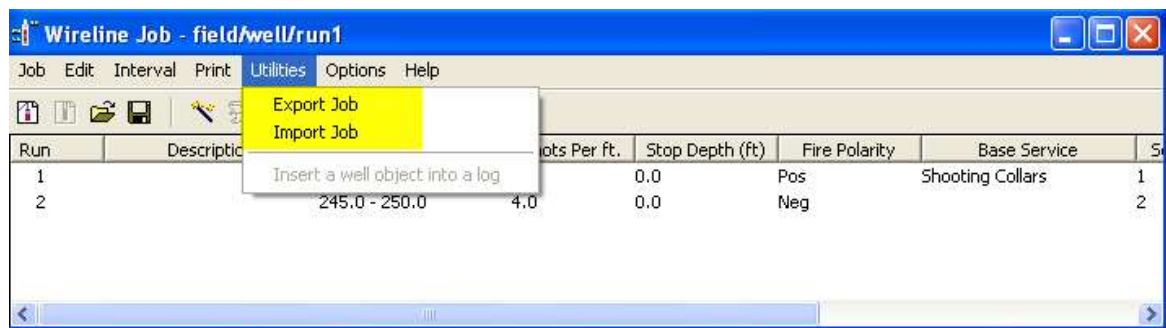 Wireline Job - field/well/run1
Job Edit Interval Print Utilities Options Help
Export Job
Import Job
Insert a well object into a log
Run Stop Depth (ft) Fire Polarity Base Service
Per ft.
1 0.0 Pos Shooting Collars 1
2 245.0 - 250.0 4.0 0.0 Neg 2